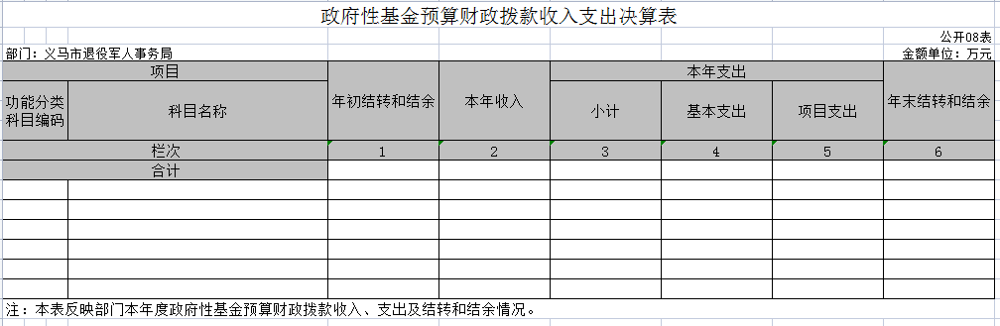 政府性基金预算财政拨款收入支出决算表
公开08表
部门：义马市退役军人事务局 金额单位：万元
项目 年初结转和结余 本年收入 本年支出 年末结转和结余
功能分类科目编码 科目名称 小计 基本支出 项目支出
栏次 1 2 3 4 5 6
合计
注：本表反映部门本年度政府性基金预算财政拨款收入、支出及结转和结余情况。